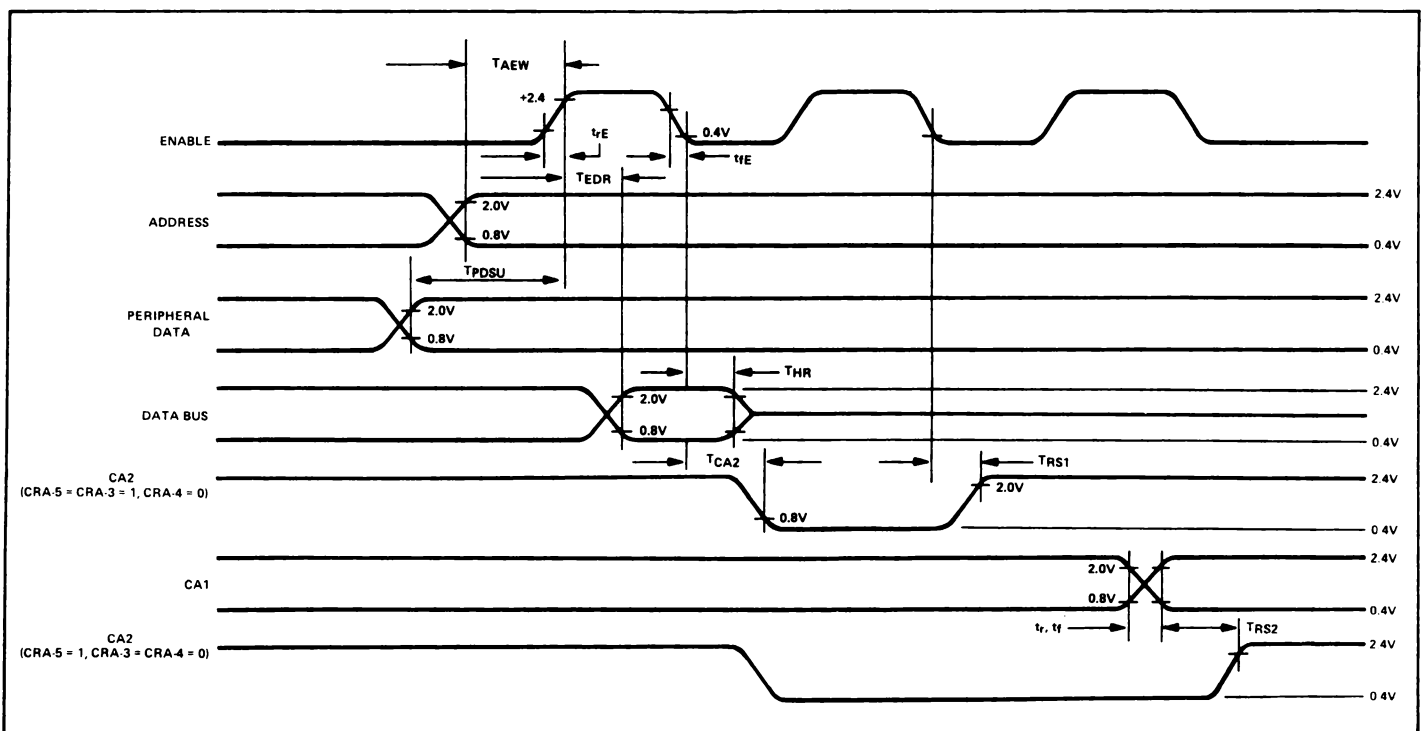 TAEW
+2.4
ENABLE
0.4V
trE
tfE
TEDR
2.4V
2.0V
ADDRESS
0.8V
0.4V
TPDSU
2.4V
2.0V
PERIPHERAL
DATA
0.8V
0.4V
THR
2.4V
2.0V
DATA BUS
0.8V
0.4V
TCA2
TRS1
CA2
(CRA-5 = CRA-3 = 1, CRA-4 = 0)
2.4V
2.0V
0.8V
0 4V
2.4V
2.0V
CA1
0.8V
0.4V
tr, tf
TRS2
CA2
(CRA-5 = 1, CRA-3 = CRA-4 = 0)
2 4V
0 4V